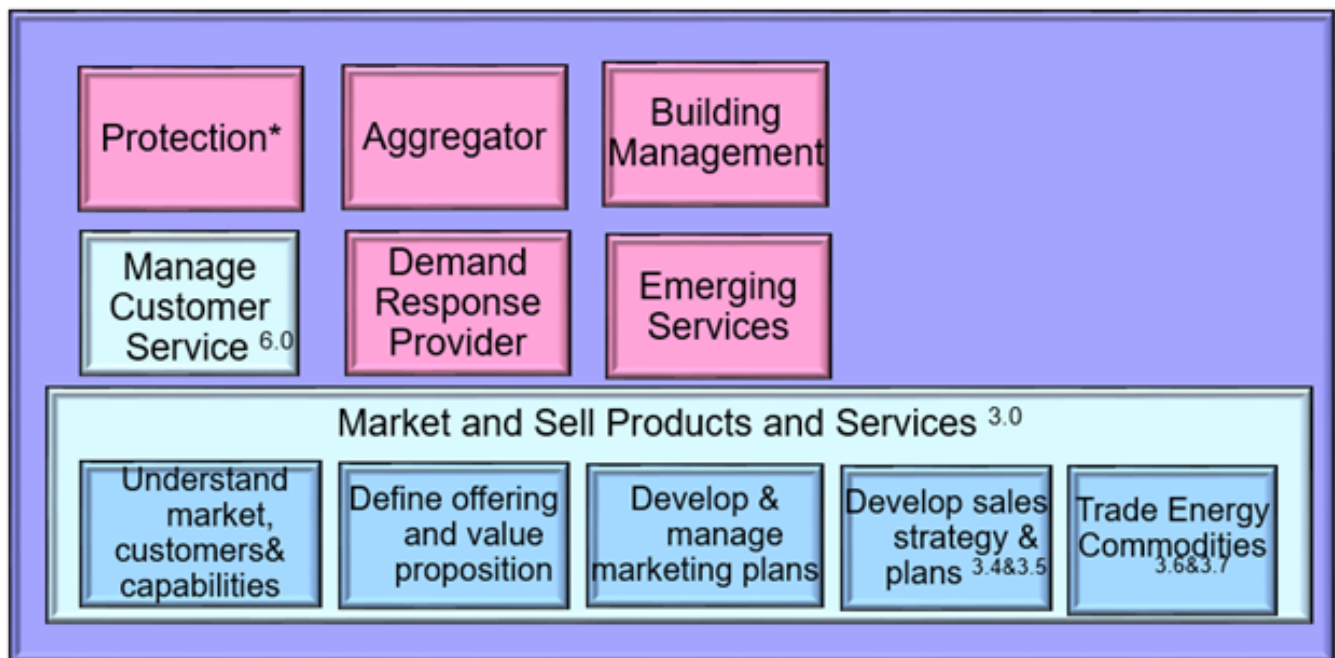 Protection*
Aggregator
Building
Management
Manage
Customer
Service 6.0
Demand
Response
Provider
Emerging
Services
Market and Sell Products and Services 3.0
Understand
market,
customers&
capabilities
Define offering
and value
proposition
Develop &
manage
marketing plans
Develop sales
strategy &
plans 3.4&3.5
Trade Energy
Commodities
3.6&3.7